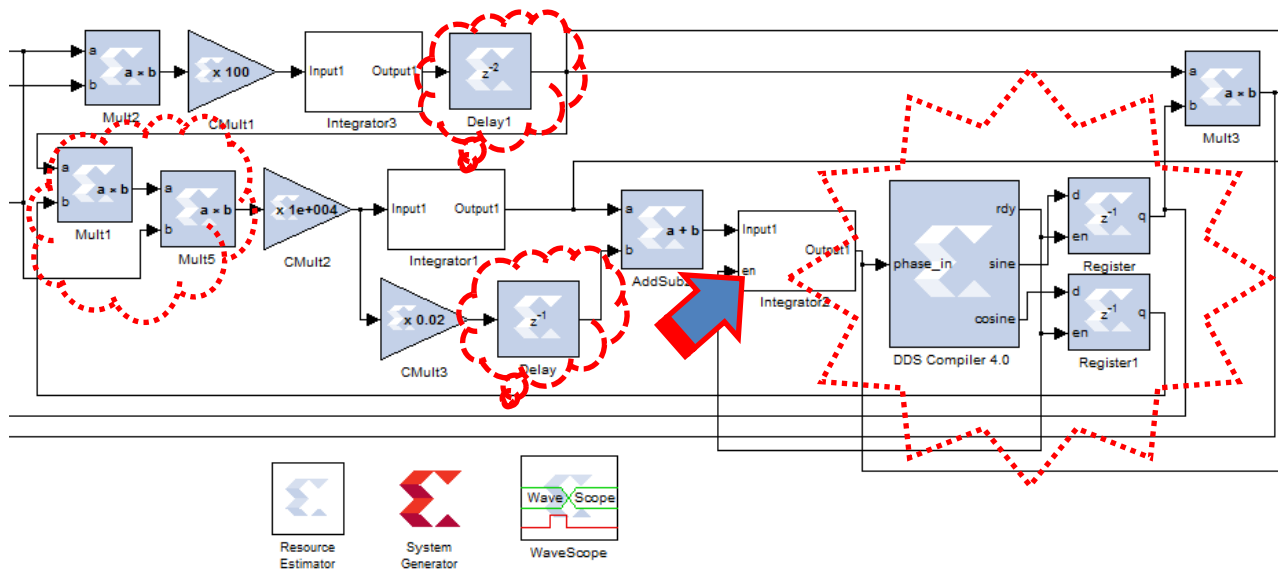 a
b
a × b
Mult2
x 100
CMult1
Input1 Output1
Integrator3
z⁻²
Delay1
a
b
a × b
Mult3
a
b
a × b
Mult1
a
b
a × b
Mult5
x 1e+004
CMult2
Input1 Output1
Integrator1
x 0.02
CMult3
z⁻¹
Delay
a
b
a + b
Input1
en
Output1
phase_in
rdy
sine
cosine
DDS Compiler 4.0
d
en
z⁻¹
q
Register
d
en
z⁻¹
q
Register1
Resource
Estimator
System
Generator
Wave Scope
WaveScope